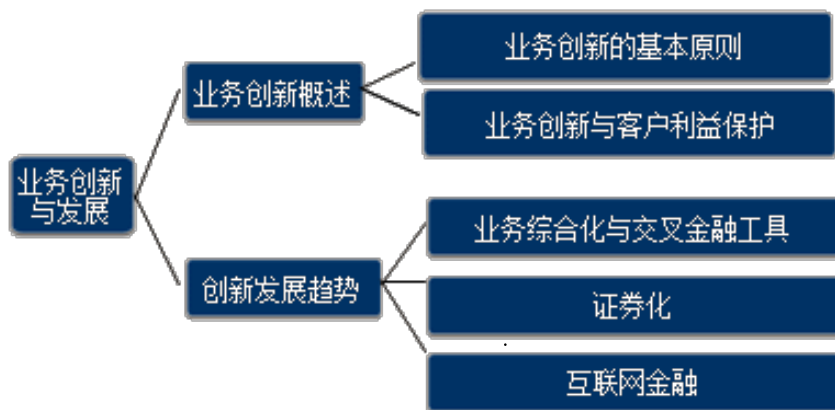 业务创新的基本原则
业务创新概述
业务创新与客户利益保护
业务创新
与发展
业务综合化与交叉金融工具
创新发展趋势
证券化
互联网金融